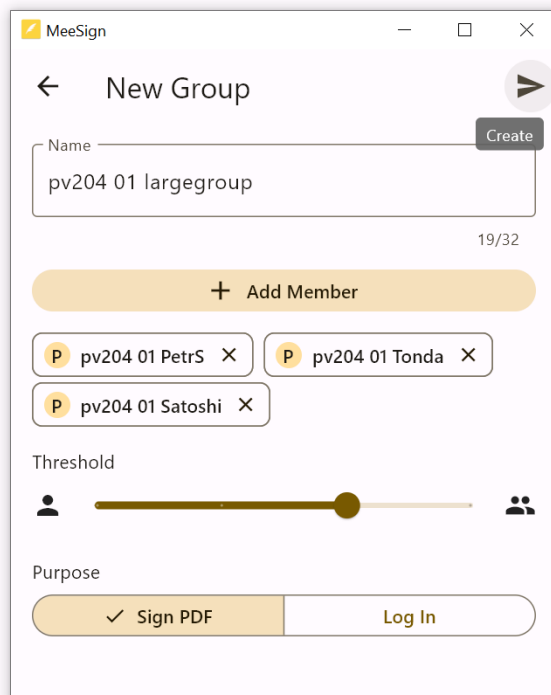 MeeSign
New Group
Create
Name
pv204 01 largegroup
19/32
+ Add Member
P pv204 01 PetrS
P pv204 01 Tonda
P pv204 01 Satoshi
Threshold
Purpose
Sign PDF
Log In